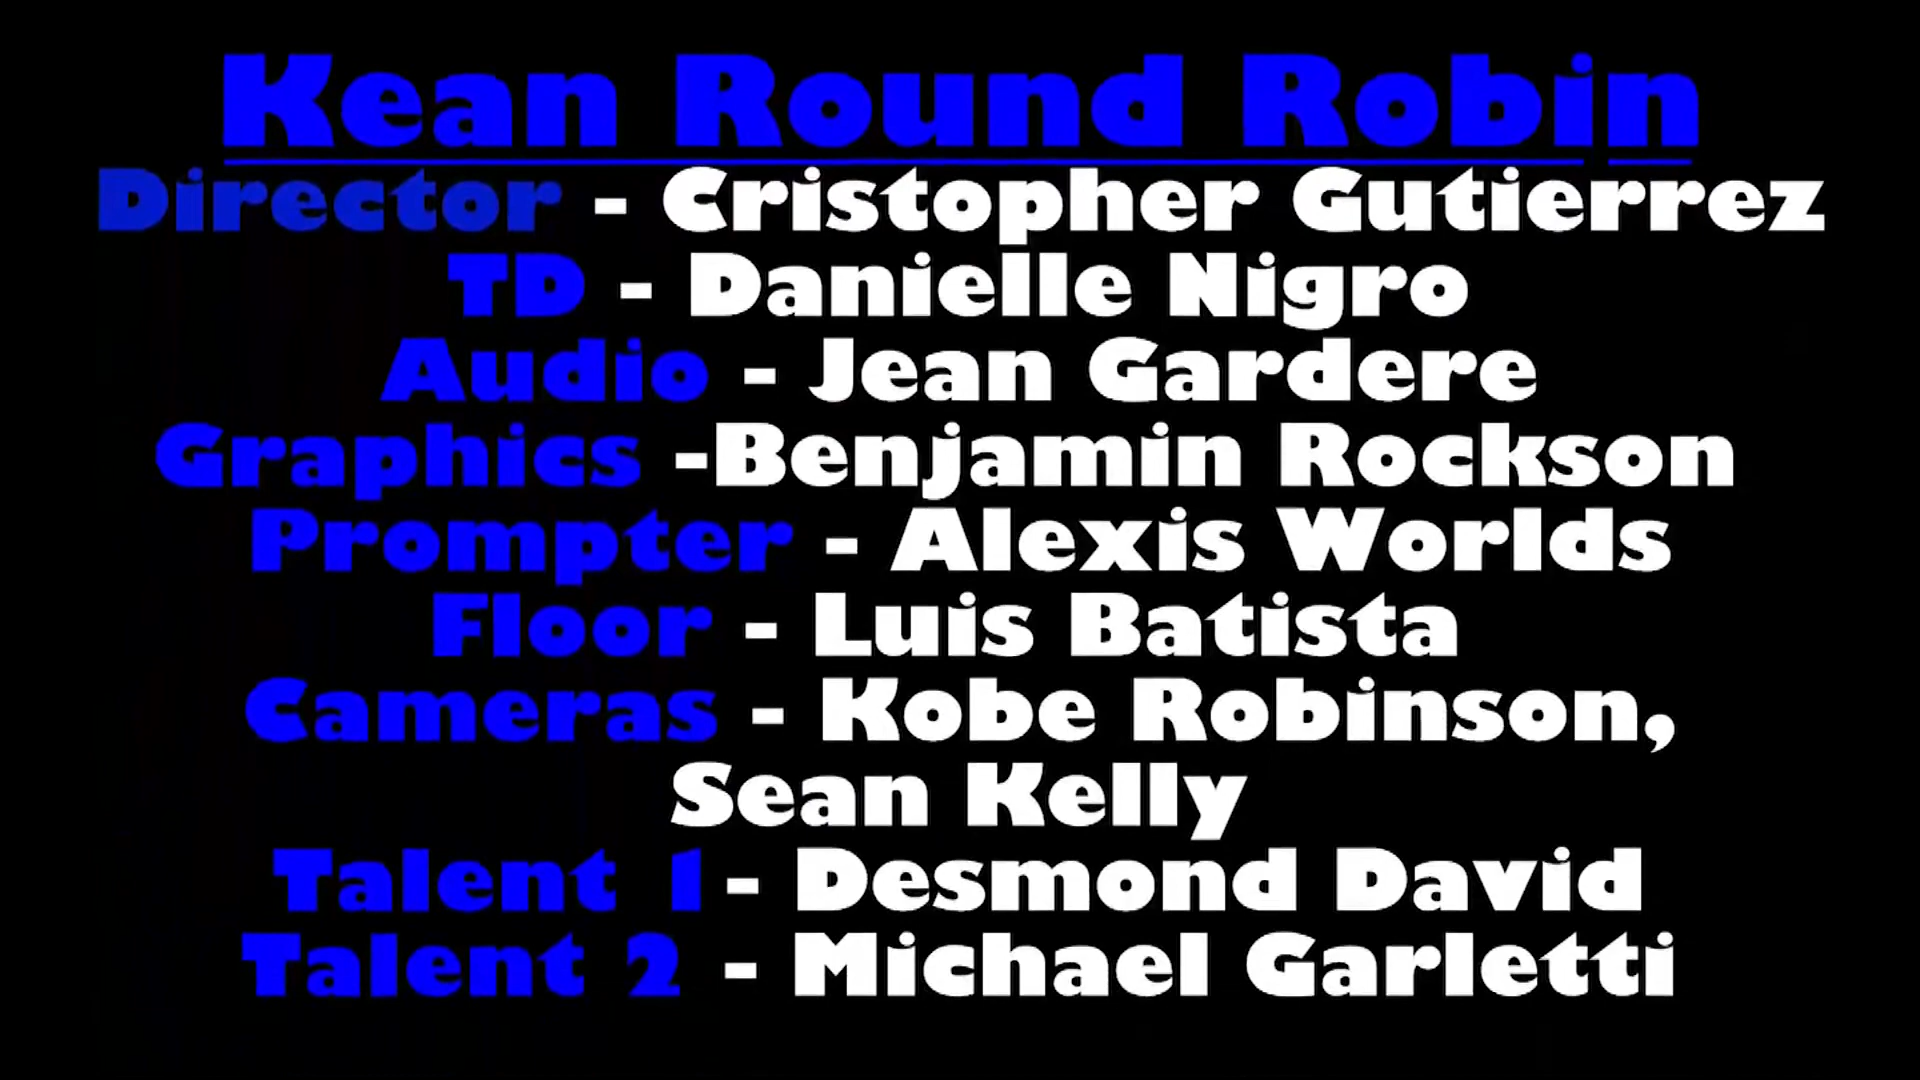 Kean Round Robin
Director - Cristopher Gutierrez
TD - Danielle Nigro
Audio - Jean Gardere
Graphics -Benjamin Rockson
Prompter - Alexis Worlds
Floor - Luis Batista
Cameras - Kobe Robinson,
Sean Kelly
Talent 1- Desmond David
Talent 2 - Michael Garletti